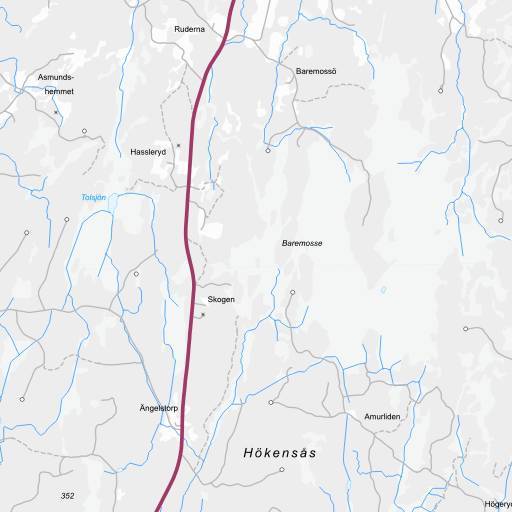 Ruderna
Baremossö
Asmunds-
hemmet
Hassleryd
Tolsjön
Baremosse
Skogen
Ängelstorp
Amurliden
Hökensås
352
Högeryd